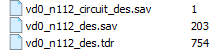 vd0_n112_circuit_des.sav 1
vd0_n112_des.sav 203
vd0_n112_des.tdr 754